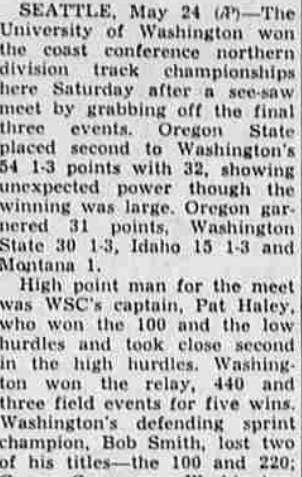 SEATTLE, May 24 (AP)—The
University of Washington won
the coast conference northern
division track championships
here Saturday after a see-saw
meet by grabbing off the final
three events. Oregon State
placed second to Washington's
54 1-3 points with 32, showing
unexpected power though the
winning was large. Oregon gar-
nered 31 points, Washington
State 30 1-3, Idaho 15 1-3 and
Montana 1.
High point man for the meet
was WSC's captain, Pat Haley,
who won the 100 and the low
hurdles and took close second
in the high hurdles. Washing-
ton won the relay, 440 and
three field events for five wins.
Washington's defending sprint
champion, Bob Smith, lost two
of his titles—the 100 and 220;